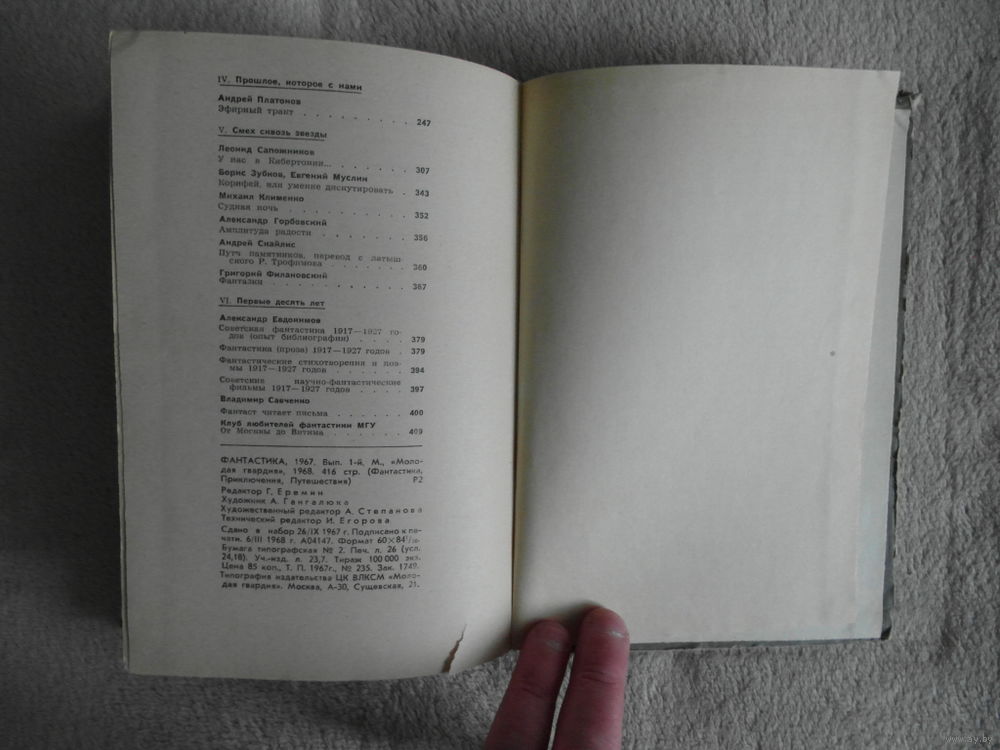 IV. Прошлое, которое с нами
Андрей Платонов
Эфирный тракт . . . . . . . . . 247
V. Смех сквозь звезды
Леонид Сапожников
У нас в Кибертонии... . . . . . . 307
Борис Зубков, Евгений Муслин
Корифей, или умение дискутировать . 343
Михаил Клименко
Судная ночь . . . . . . . . . . 352
Александр Горбовский
Амплитуда радости . . . . . . . 356
Андрей Скайлис
Путч памятников, перевод с латыш-
ского Р. Трофимова . . . . . . . 360
Григорий Филановский
Фанталки . . . . . . . . . . . 367
VI. Первые десять лет
Александр Евдокимов
Советская фантастика 1917—1927 го-
дов (опыт библиографии) . . . . 379
Фантастика (проза) 1917—1927 годов . 379
Фантастические стихотворения и поэ-
мы 1917—1927 годов . . . . . . 394
Советские научно-фантастические
фильмы 1917—1927 годов . . . . 397
Владимир Савченко
Фантаст читает письма . . . . . . 400
Клуб любителей фантастики МГУ
От Москвы до Витима . . . . . . 409
ФАНТАСТИКА, 1967. Вып. 1-й, М., «Моло-
дая гвардия», 1968. 416 стр. (Фантастика,
Приключения, Путешествия) Р2
Редактор Г. Еремин
Художник А. Гангалюка
Художественный редактор А. Степанова
Технический редактор И. Егорова
Сдано в набор 26/IX 1967 г. Подписано к пе-
чати. 6/III 1968 г. А04147. Формат 60×84¹/₁₆.
Бумага типографская № 2. Печ. л. 26 (усл.
24,18). Уч.-изд. л. 23,7. Тираж 100 000 экз.
Цена 85 коп., Т. П. 1967г., № 235. Зак. 1749.
Типография издательства ЦК ВЛКСМ «Моло-
дая гвардия». Москва, А-30, Сущевская, 21.
www.ay.by